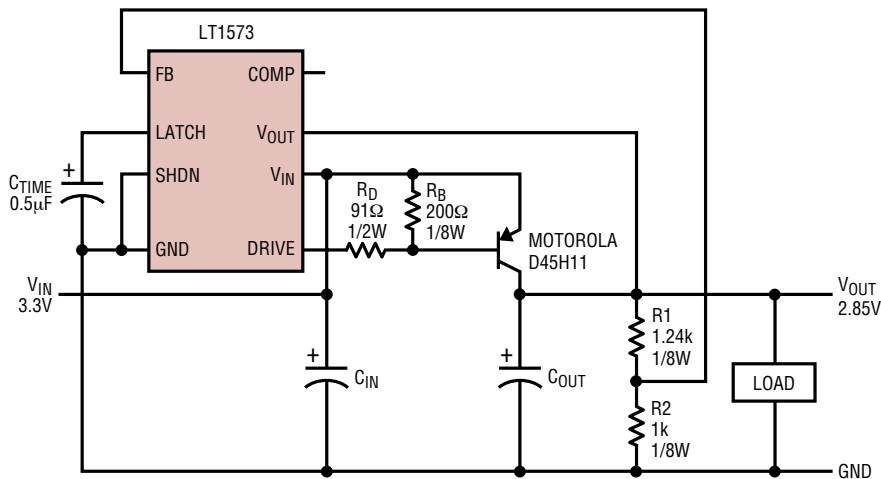 LT1573
FB
COMP
LATCH
VOUT
SHDN
VIN
GND
DRIVE
+
CTIME
0.5µF
RD
91Ω
1/2W
RB
200Ω
1/8W
MOTOROLA
D45H11
VIN
3.3V
VOUT
2.85V
+
CIN
+
COUT
R1
1.24k
1/8W
R2
1k
1/8W
LOAD
GND